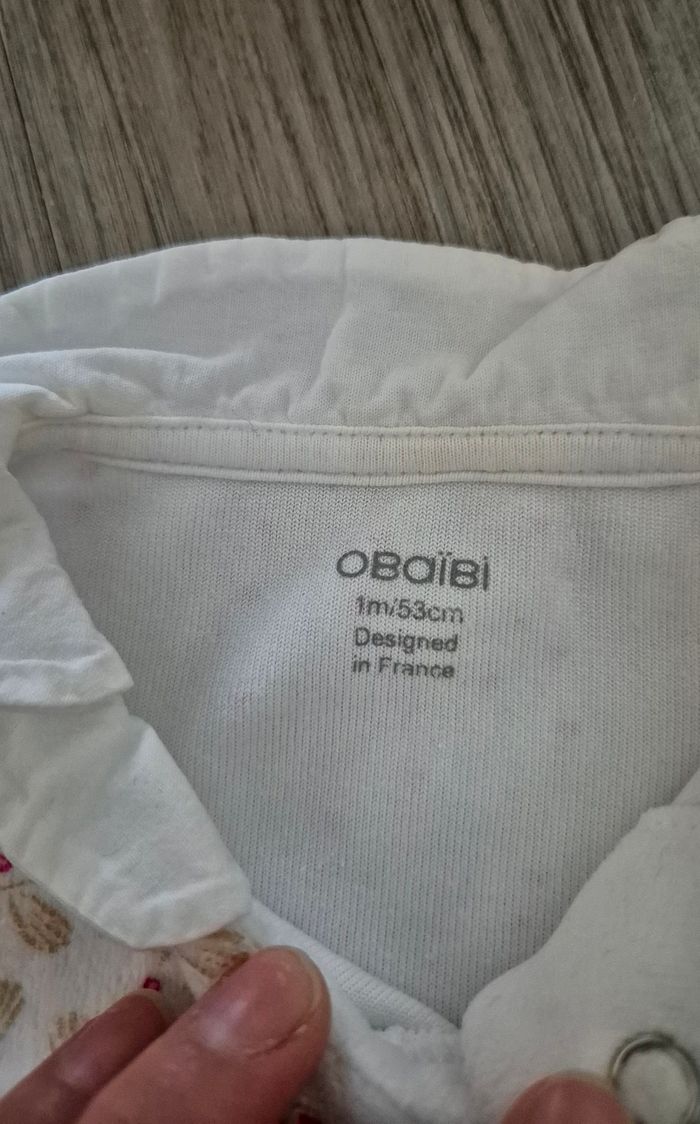 OBaïBi
1m/53cm
Designed
in France